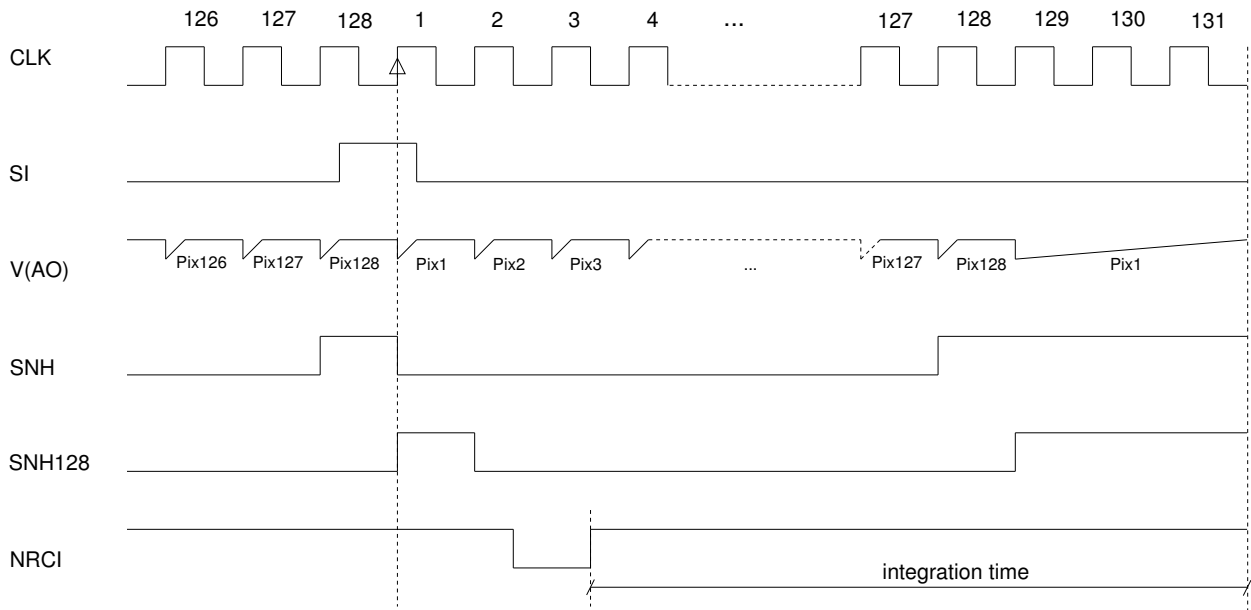 126 127 128 1 2 3 4 ... 127 128 129 130 131
CLK
SI
V(AO)
Pix126 Pix127 Pix128 Pix1 Pix2 Pix3 ... Pix127 Pix128 Pix1
SNH
SNH128
NRCI
integration time